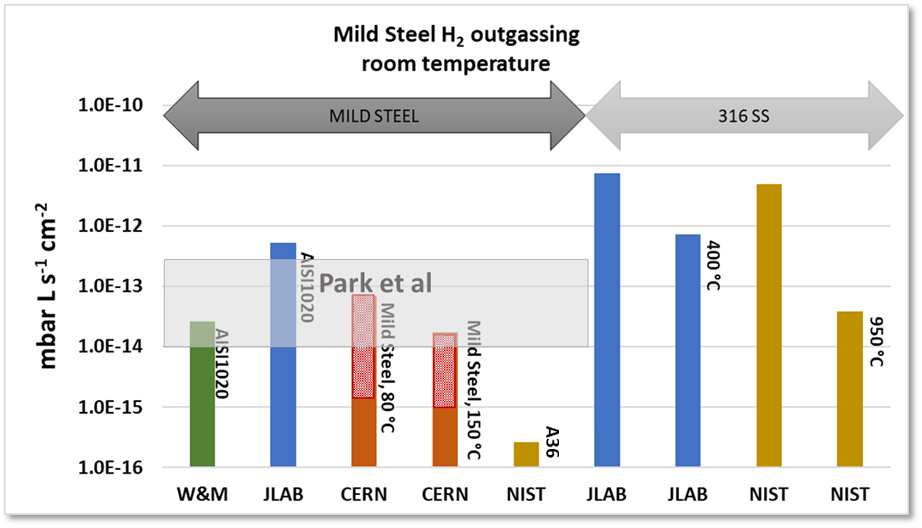 Mild Steel H₂ outgassing
room temperature
1.0E-10
1.0E-11
1.0E-12
1.0E-13
1.0E-14
1.0E-15
1.0E-16
mbar L s⁻¹ cm⁻²
MILD STEEL
316 SS
Park et al
AISI1020
AISI1020
Mild Steel, 80 °C
Mild Steel, 150 °C
A36
400 °C
950 °C
W&M JLAB CERN CERN NIST JLAB JLAB NIST NIST